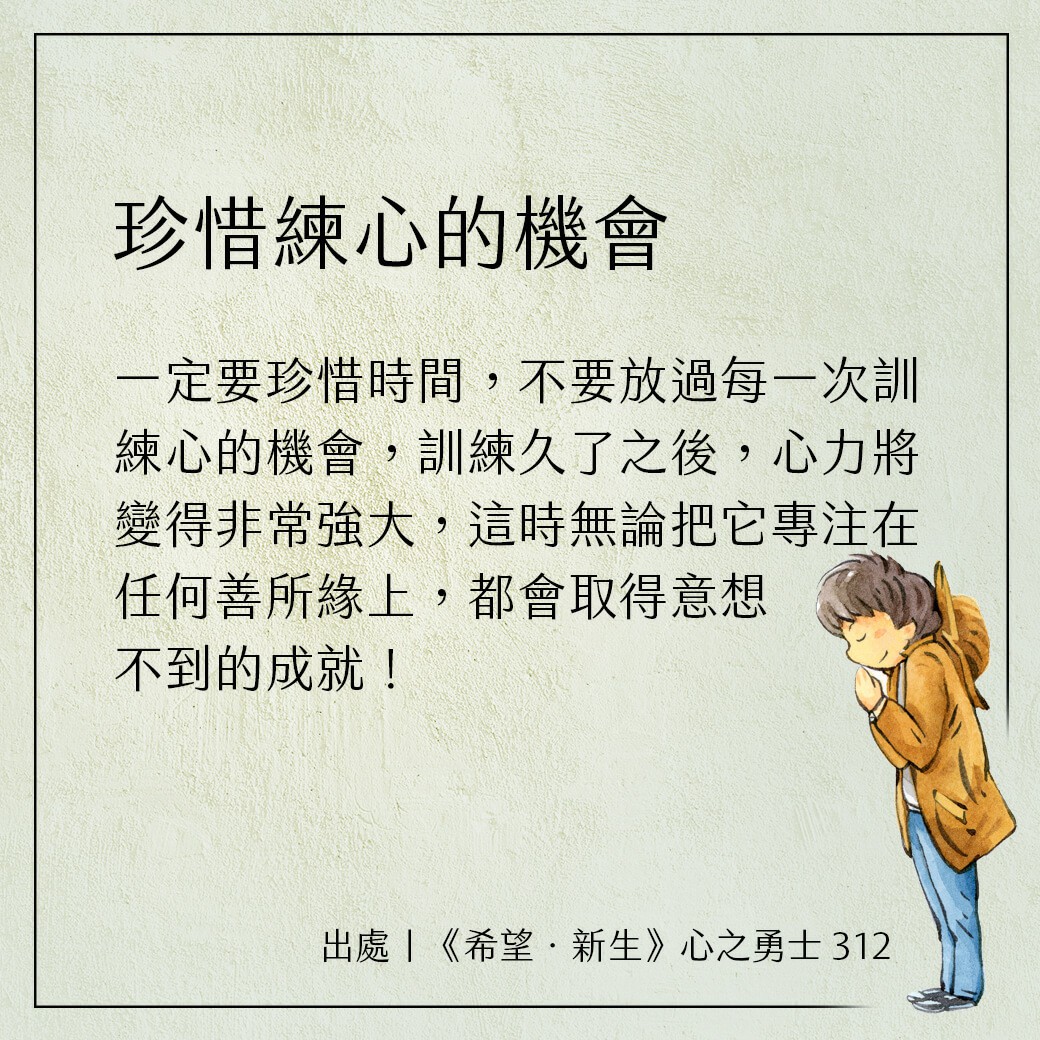 珍惜練心的機會
一定要珍惜時間，不要放過每一次訓
練心的機會，訓練久了之後，心力將
變得非常強大，這時無論把它專注在
任何善所緣上，都會取得意想
不到的成就！
出處｜《希望．新生》心之勇士 312